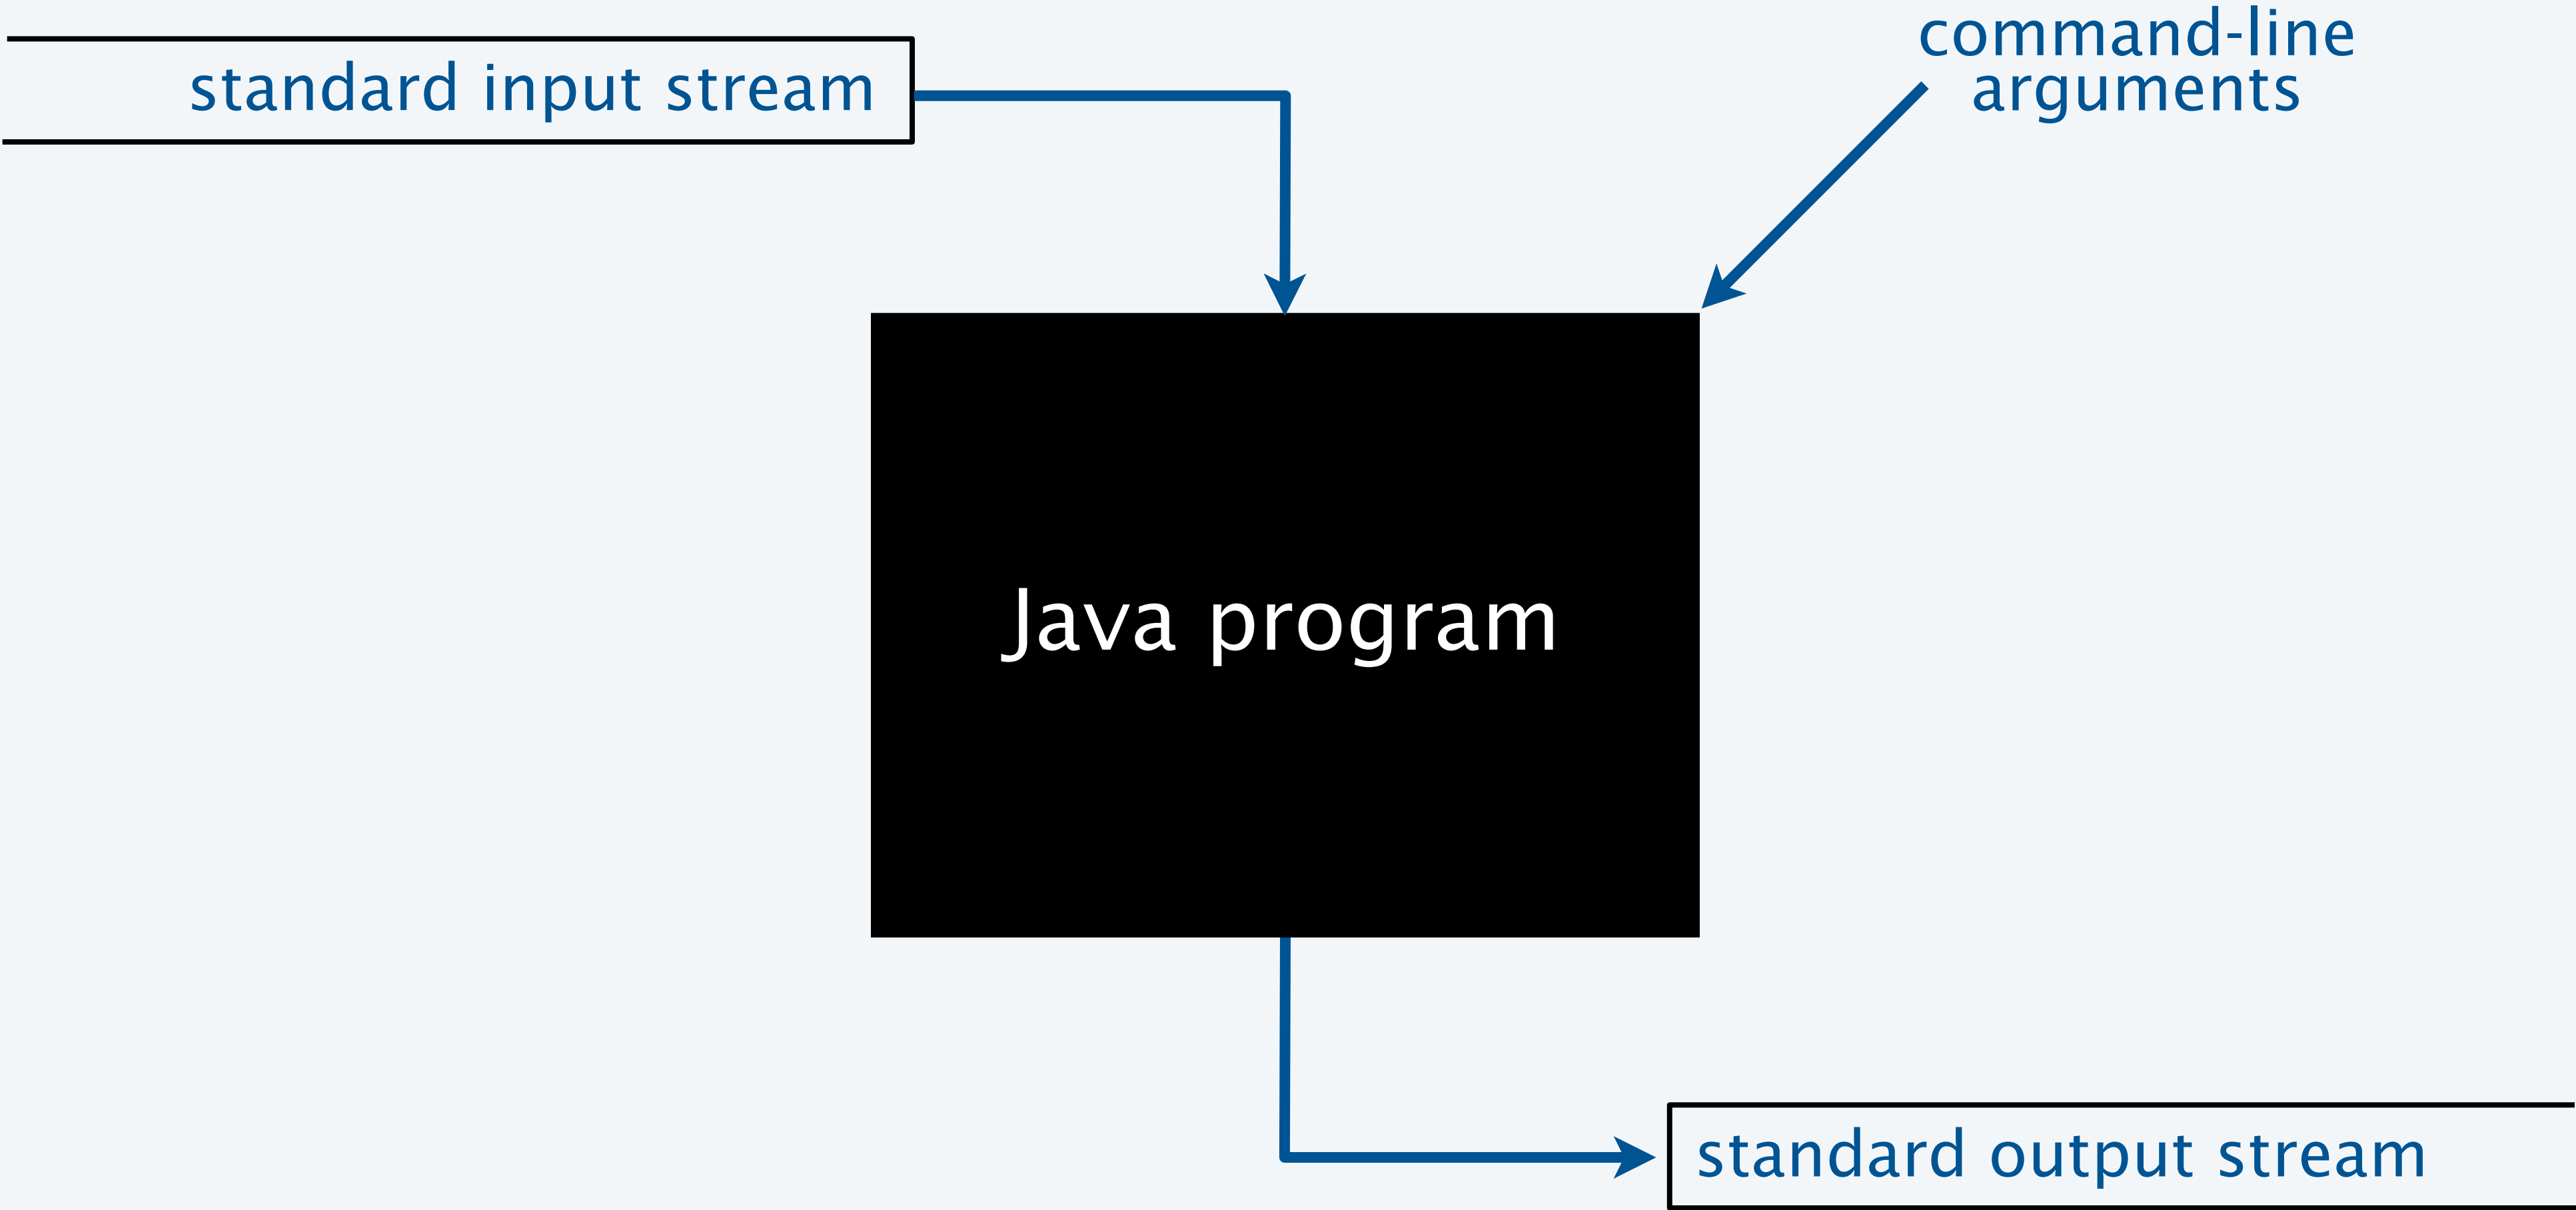 standard input stream
command-line
arguments
Java program
standard output stream